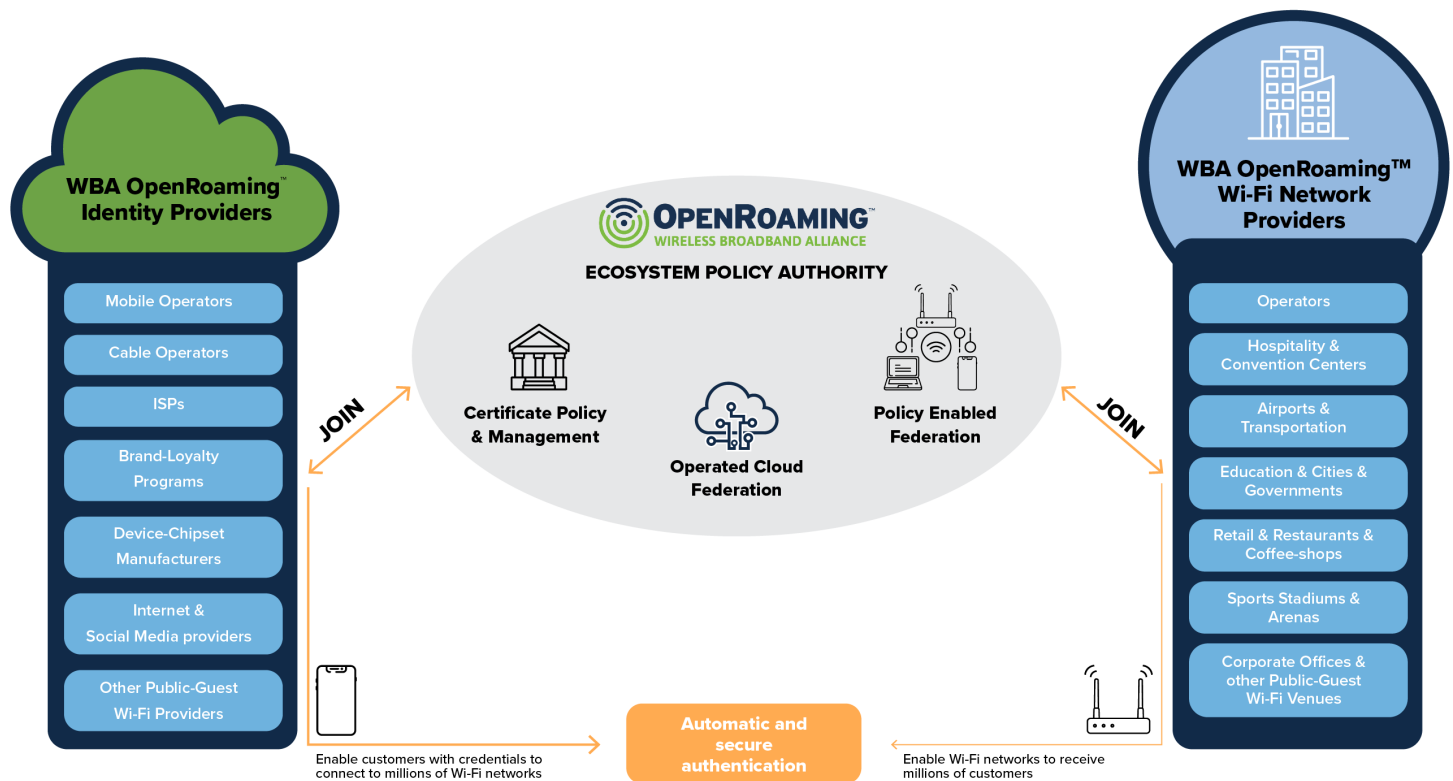 WBA OpenRoaming™
Identity Providers
Mobile Operators
Cable Operators
ISPs
Brand-Loyalty
Programs
Device-Chipset
Manufacturers
Internet &
Social Media providers
Other Public-Guest
Wi-Fi Providers
JOIN
OPENROAMING™
WIRELESS BROADBAND ALLIANCE
ECOSYSTEM POLICY AUTHORITY
Certificate Policy
& Management
Operated Cloud
Federation
Policy Enabled
Federation
JOIN
WBA OpenRoaming™
Wi-Fi Network
Providers
Operators
Hospitality &
Convention Centers
Airports &
Transportation
Education & Cities &
Governments
Retail & Restaurants &
Coffee-shops
Sports Stadiums &
Arenas
Corporate Offices &
other Public-Guest
Wi-Fi Venues
Enable customers with credentials to
connect to millions of Wi-Fi networks
Automatic and
secure
authentication
Enable Wi-Fi networks to receive
millions of customers